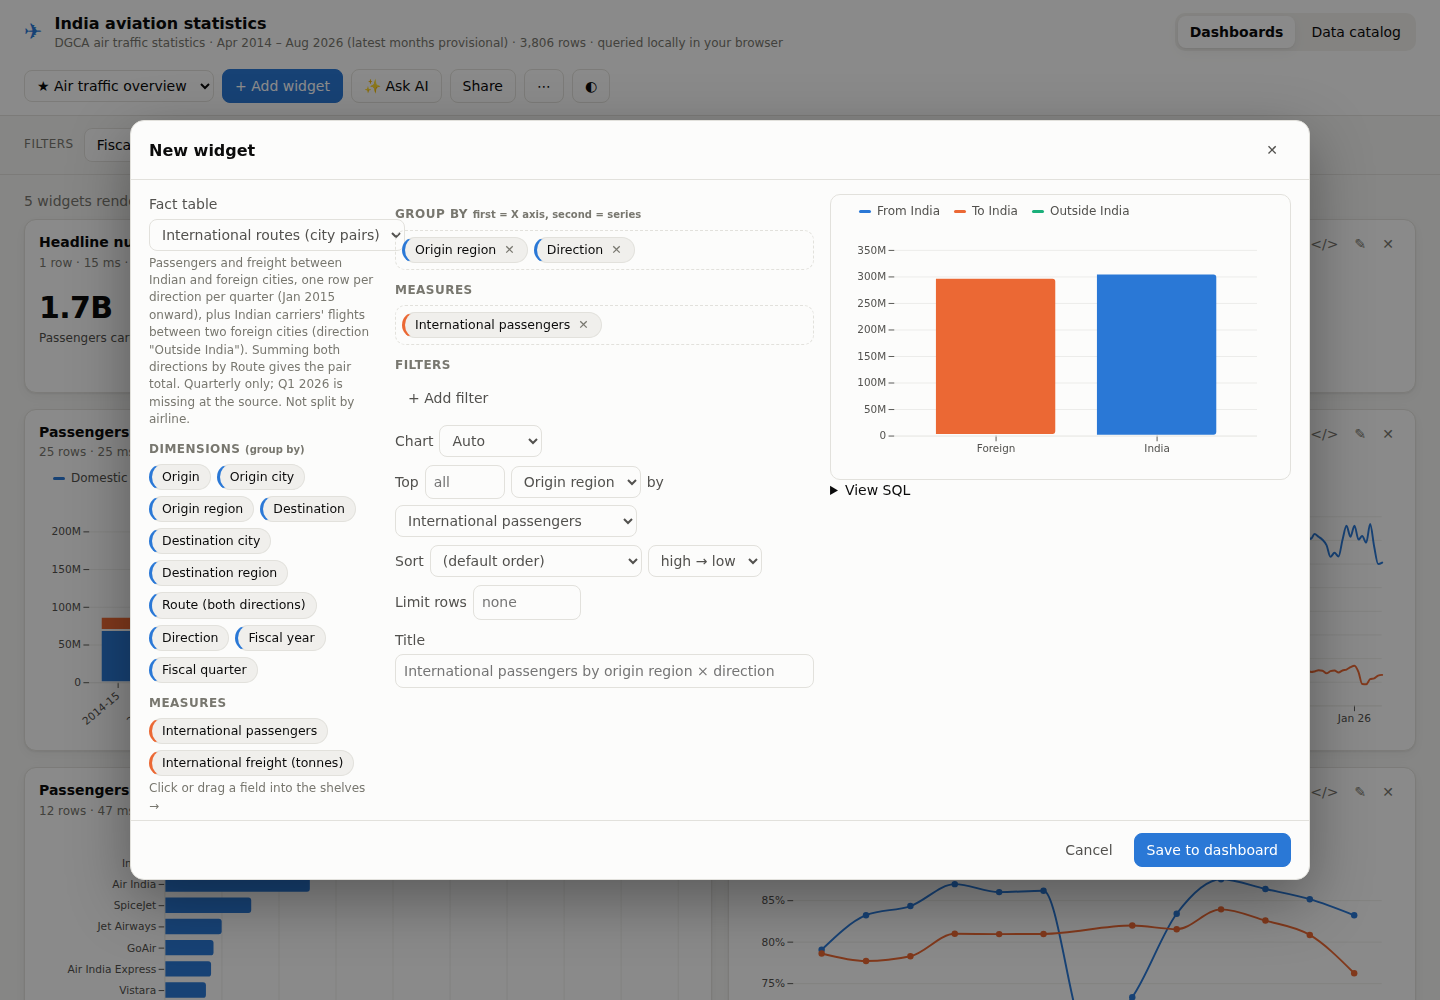 India aviation statistics
DGCA air traffic statistics · Apr 2014 – Aug 2026 (latest months provisional) · 3,806 rows · queried locally in your browser
Dashboards
Data catalog
★ Air traffic overview
+ Add widget
✨ Ask AI
Share
⋯
FILTERS
Fisca
5 widgets rend
Headline nu
1 row · 15 ms ·
1.7B
Passengers car
</> ✎ ✕
Passengers
25 rows · 25 m
Domestic
200M
150M
100M
50M
0
2014-15
</> ✎ ✕
Jan 26
Passengers
12 rows · 47 m
Air India
SpiceJet
Jet Airways
GoAir
Air India Express
Vistara
</> ✎ ✕
85%
80%
75%
New widget
✕
Fact table
International routes (city pairs)
Passengers and freight between
Indian and foreign cities, one row per
direction per quarter (Jan 2015
onward), plus Indian carriers' flights
between two foreign cities (direction
"Outside India"). Summing both
directions by Route gives the pair
total. Quarterly only; Q1 2026 is
missing at the source. Not split by
airline.
DIMENSIONS (group by)
Origin
Origin city
Origin region
Destination
Destination city
Destination region
Route (both directions)
Direction
Fiscal year
Fiscal quarter
MEASURES
International passengers
International freight (tonnes)
Click or drag a field into the shelves
→
GROUP BY first = X axis, second = series
Origin region ✕
Direction ✕
MEASURES
International passengers ✕
FILTERS
+ Add filter
Chart Auto
Top all Origin region by
International passengers
Sort (default order) high → low
Limit rows none
Title
International passengers by origin region × direction
From India
To India
Outside India
350M
300M
250M
200M
150M
100M
50M
0
Foreign
India
▶ View SQL
Cancel
Save to dashboard